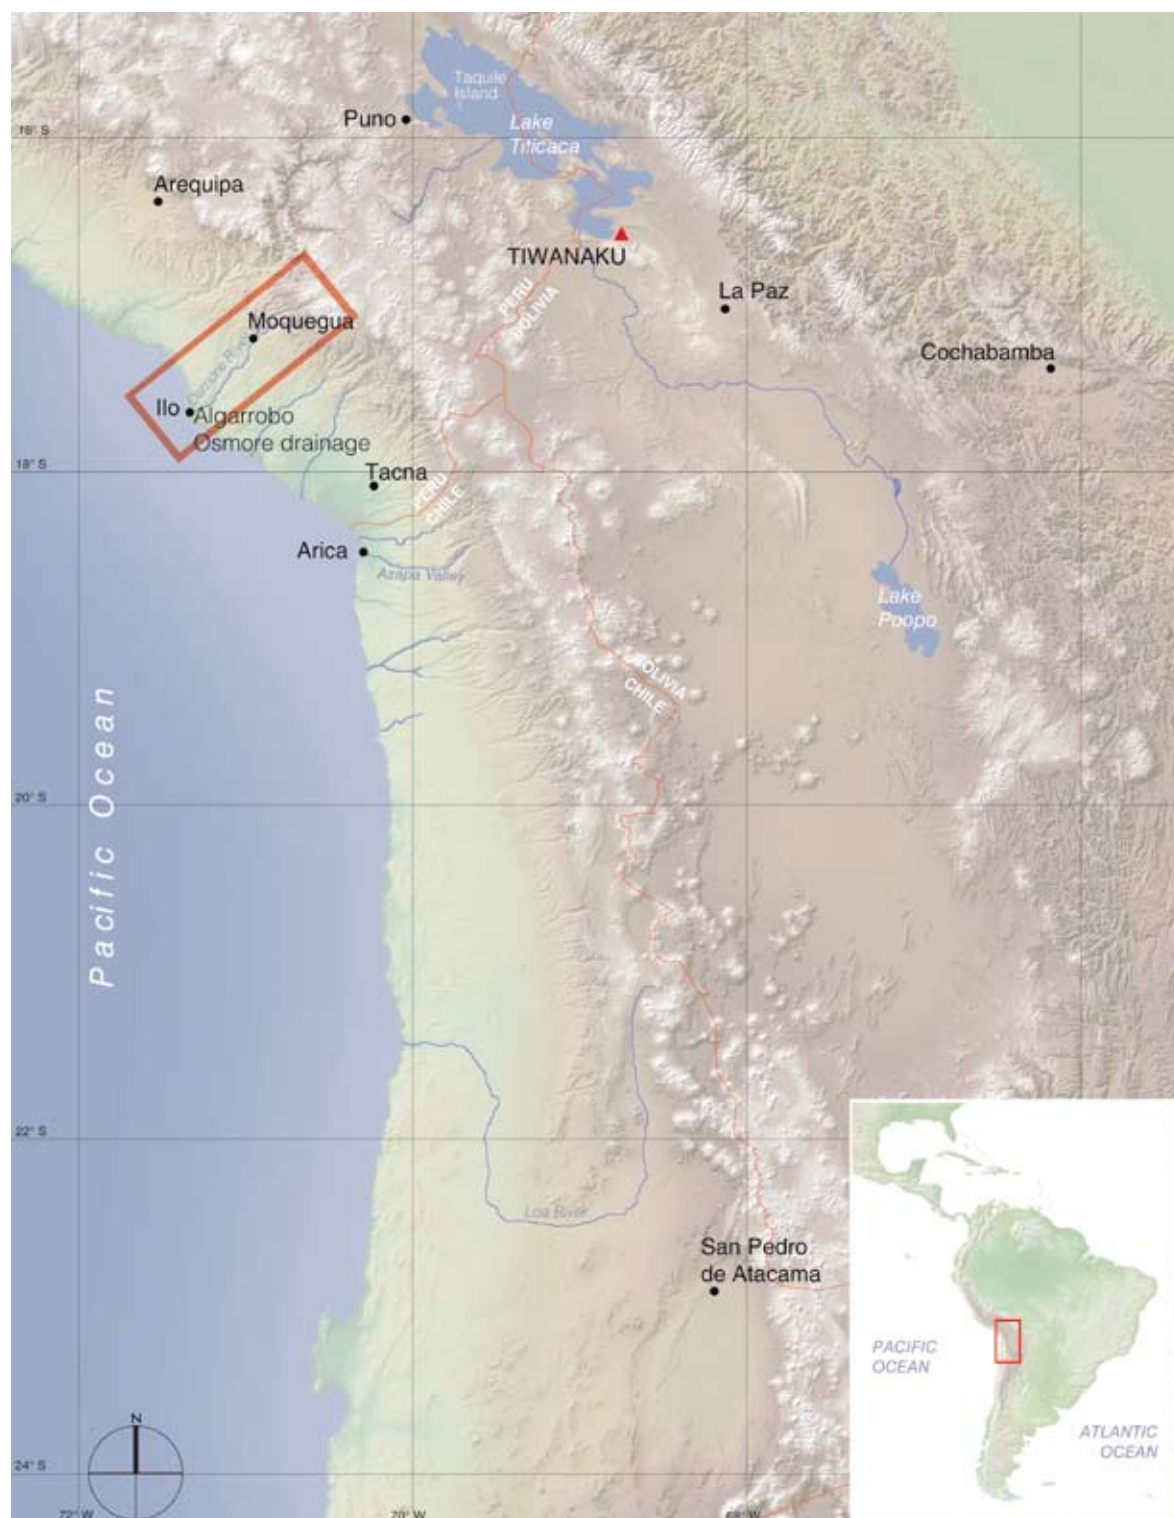 Taquile
Island
Puno
Lake
Titicaca
16° S
Arequipa
TIWANAKU
PERU
BOLIVIA
La Paz
Moquegua
Cochabamba
Ilo
Algarrobo
Osmore drainage
18° S
Tacna
PERU
CHILE
Arica
Azapa Valley
Lake
Poopo
BOLIVIA
CHILE
Pacific Ocean
20° S
22° S
Loa River
San Pedro
de Atacama
PACIFIC
OCEAN
ATLANTIC
OCEAN
N
24° S
72° W
70° W
68° W